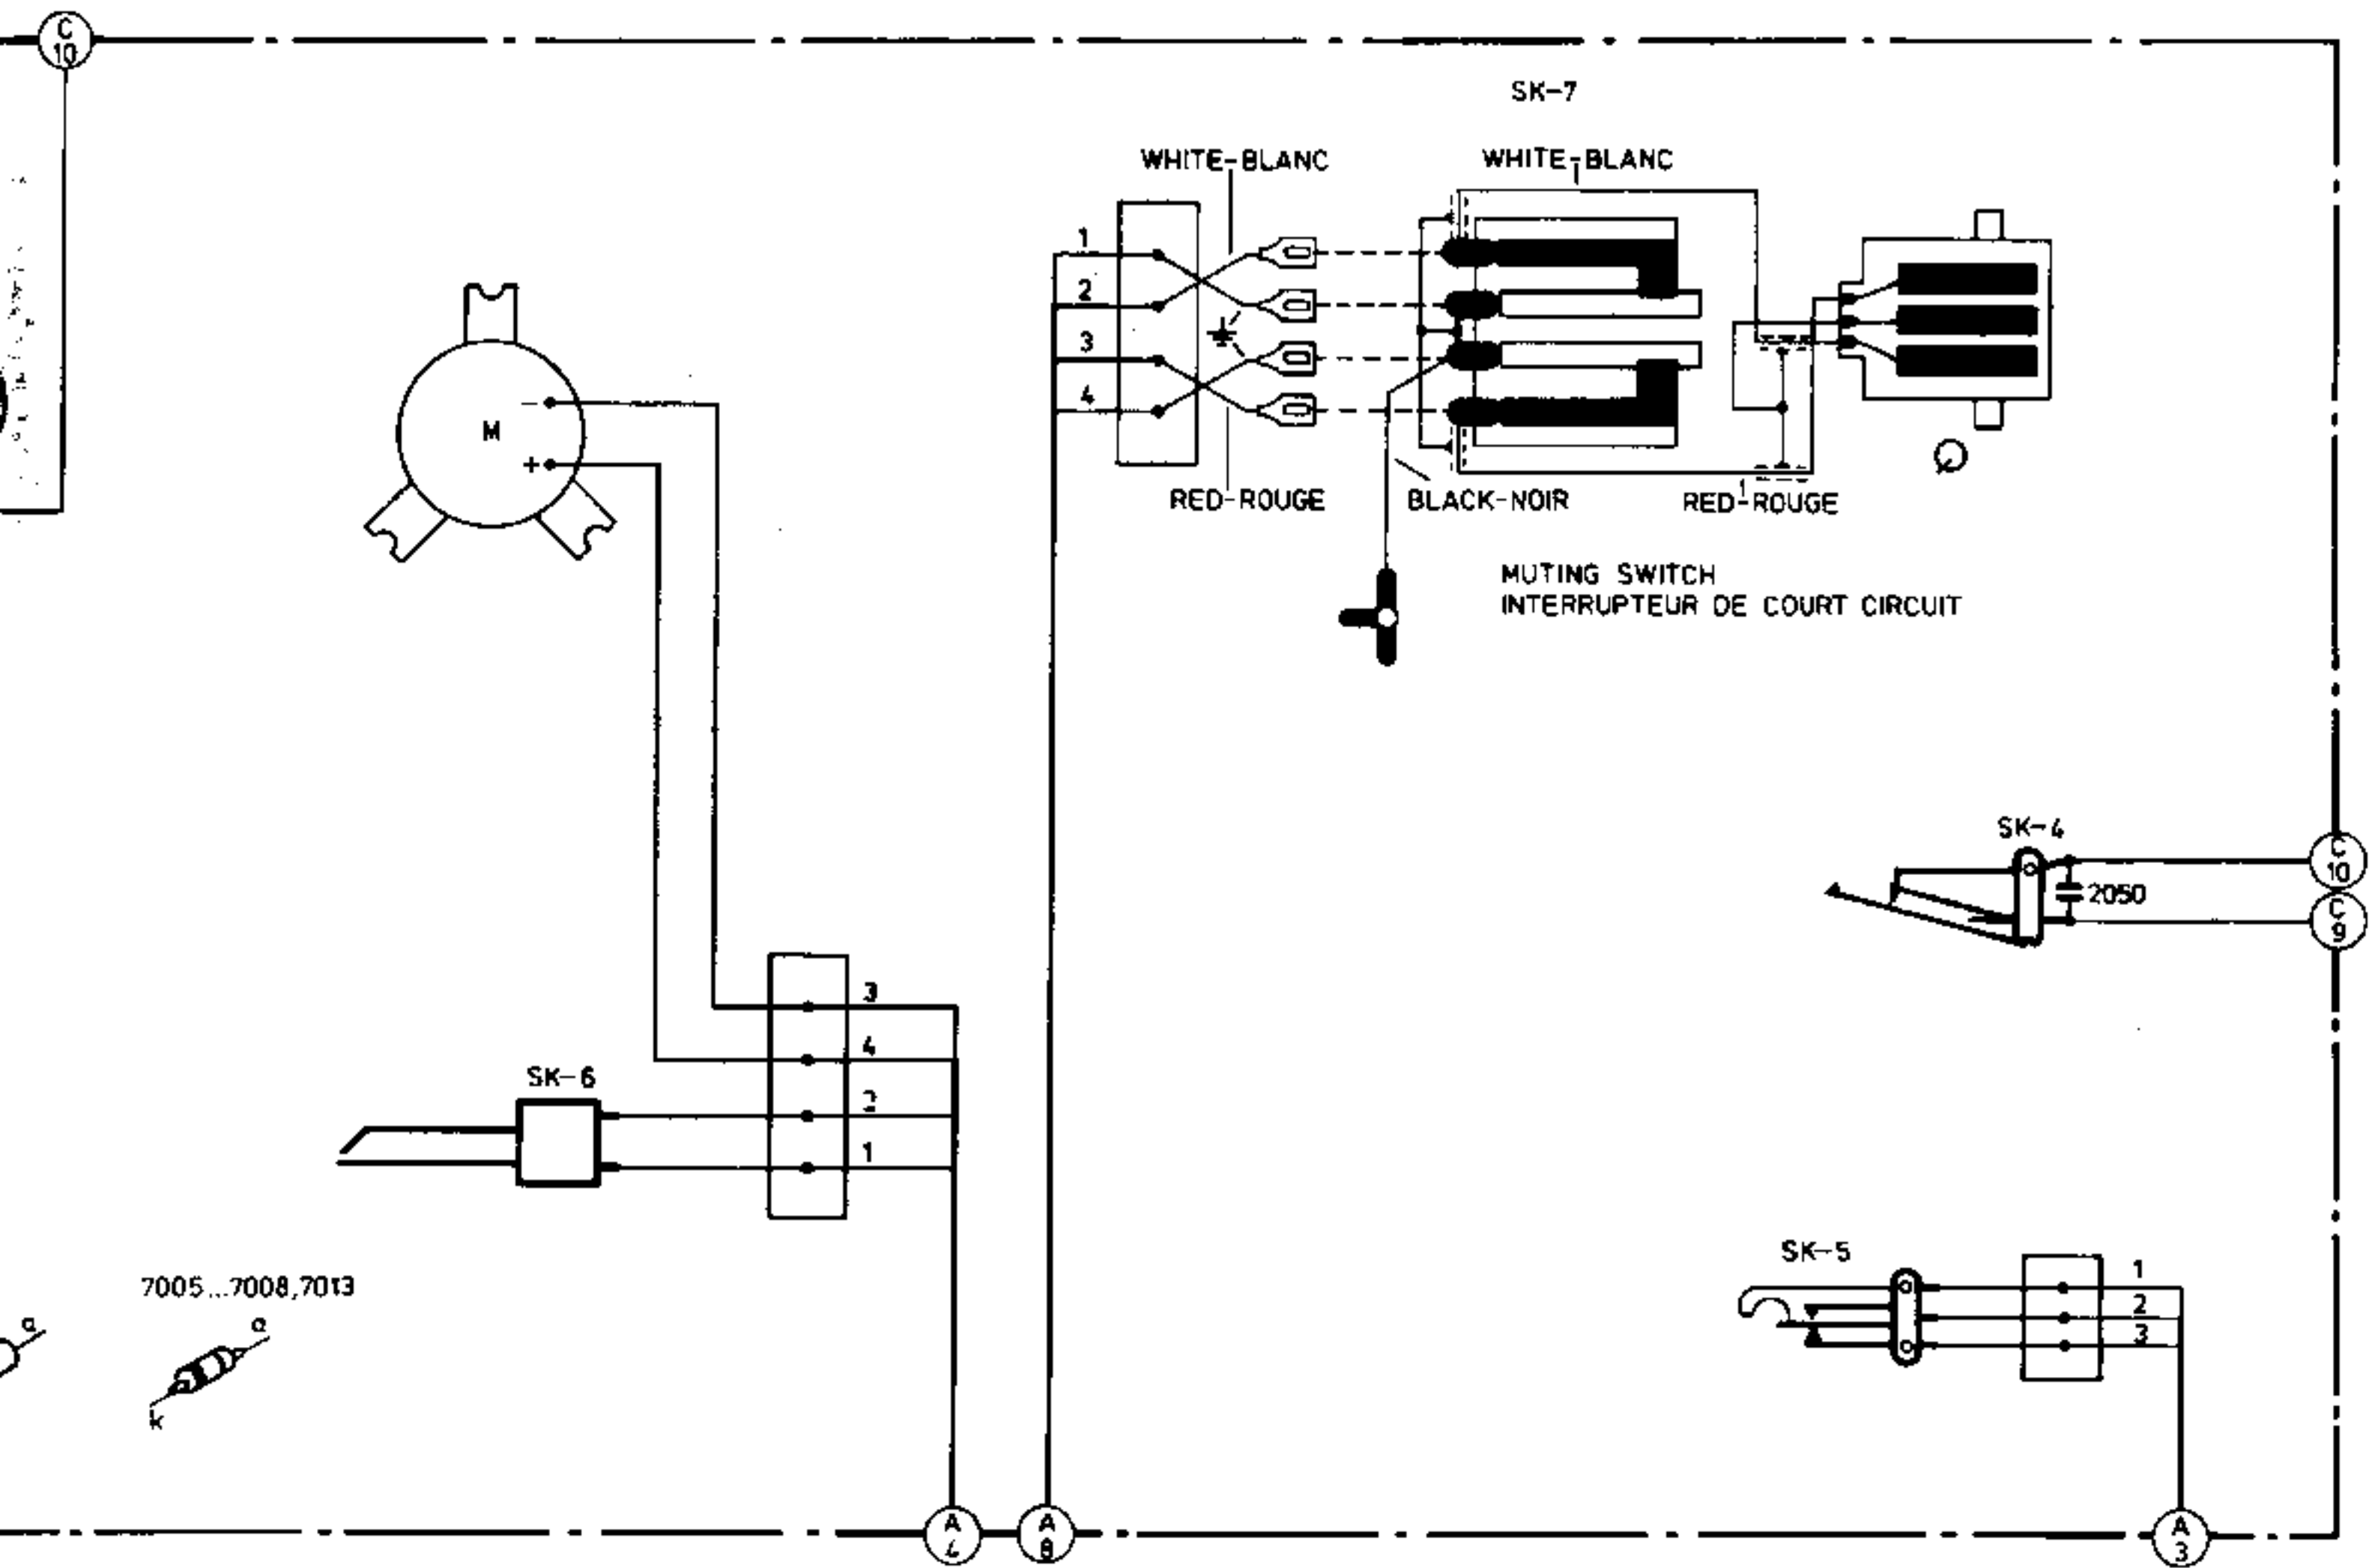 C
10
SK-7
WHITE-BLANC
WHITE-BLANC
1
2
3
4
M
-
+
RED-ROUGE
BLACK-NOIR
RED-ROUGE
MUTING SWITCH
INTERRUPTEUR DE COURT CIRCUIT
SK-4
2050
C
10
C
9
3
4
2
1
SK-6
SK-5
1
2
3
7005...7008,7013
a
a
k
A
4
A
8
A
3